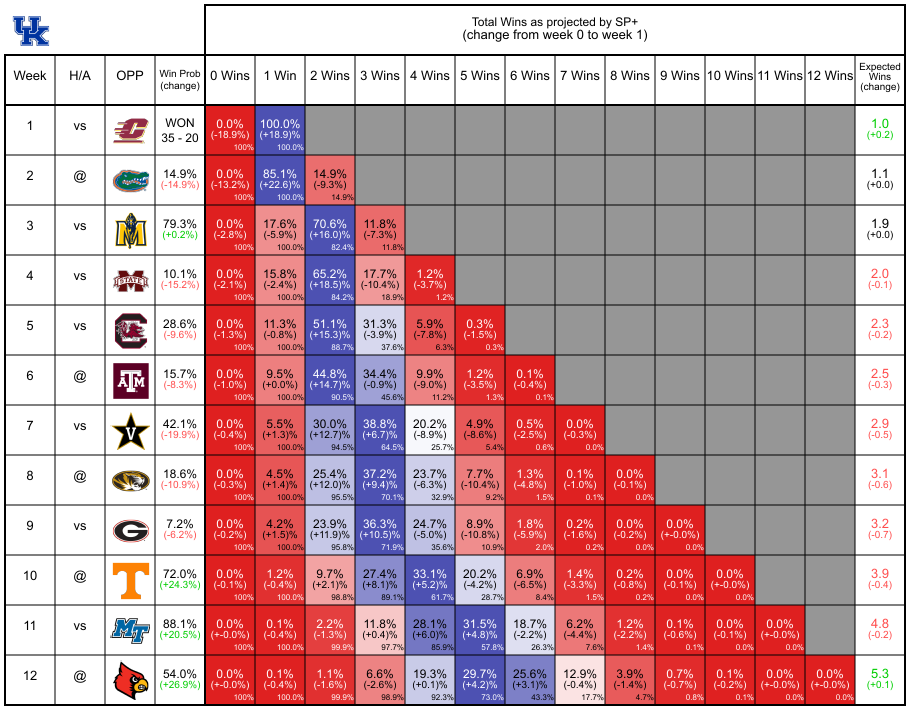 UK
Total Wins as projected by SP+
(change from week 0 to week 1)
Week H/A OPP Win Prob (change) 0 Wins 1 Win 2 Wins 3 Wins 4 Wins 5 Wins 6 Wins 7 Wins 8 Wins 9 Wins 10 Wins 11 Wins 12 Wins Expected Wins (change)
1 vs C WON 0.0% 100.0% 1.0
35 - 20 (-18.9%) (+18.9)% (+0.2)
100% 100.0%
2 @ 14.9% 0.0% 85.1% 14.9% 1.1
(-14.9%) (-13.2%) (+22.6)% (-9.3%) (+0.0)
100% 100.0% 14.9%
3 vs M 79.3% 0.0% 17.6% 70.6% 11.8% 1.9
(+0.2%) (-2.8%) (-5.9%) (+16.0)% (-7.3%) (+0.0)
100% 100.0% 82.4% 11.8%
4 vs M STATE 10.1% 0.0% 15.8% 65.2% 17.7% 1.2% 2.0
(-15.2%) (-2.1%) (-2.4%) (+18.5)% (-10.4%) (-3.7%) (-0.1)
100% 100.0% 84.2% 18.9% 1.2%
5 vs C 28.6% 0.0% 11.3% 51.1% 31.3% 5.9% 0.3% 2.3
(-9.6%) (-1.3%) (-0.8%) (+15.3)% (-3.9%) (-7.8%) (-1.5%) (-0.2)
100% 100.0% 88.7% 37.6% 6.3% 0.3%
6 @ ATM 15.7% 0.0% 9.5% 44.8% 34.4% 9.9% 1.2% 0.1% 2.5
(-8.3%) (-1.0%) (+0.0)% (+14.7)% (-0.9%) (-9.0%) (-3.5%) (-0.4%) (-0.3)
100% 100.0% 90.5% 45.6% 11.2% 1.3% 0.1%
7 vs V 42.1% 0.0% 5.5% 30.0% 38.8% 20.2% 4.9% 0.5% 0.0% 2.9
(-19.9%) (-0.4%) (+1.3)% (+12.7)% (+6.7)% (-8.9%) (-8.6%) (-2.5%) (-0.3%) (-0.5)
100% 100.0% 94.5% 64.5% 25.7% 5.4% 0.6% 0.0%
8 @ 18.6% 0.0% 4.5% 25.4% 37.2% 23.7% 7.7% 1.3% 0.1% 0.0% 3.1
(-10.9%) (-0.3%) (+1.4)% (+12.0)% (+9.4)% (-6.3%) (-10.4%) (-4.8%) (-1.0%) (-0.1%) (-0.6)
100% 100.0% 95.5% 70.1% 32.9% 9.2% 1.5% 0.1% 0.0%
9 vs G 7.2% 0.0% 4.2% 23.9% 36.3% 24.7% 8.9% 1.8% 0.2% 0.0% 0.0% 3.2
(-6.2%) (-0.2%) (+1.5)% (+11.9)% (+10.5)% (-5.0%) (-10.8%) (-5.9%) (-1.6%) (-0.2%) (+-0.0%) (-0.7)
100% 100.0% 95.8% 71.9% 35.6% 10.9% 2.0% 0.2% 0.0% 0.0%
10 @ T 72.0% 0.0% 1.2% 9.7% 27.4% 33.1% 20.2% 6.9% 1.4% 0.2% 0.0% 0.0% 3.9
(+24.3%) (-0.1%) (-0.4%) (+2.1)% (+8.1)% (+5.2)% (-4.2%) (-6.5%) (-3.3%) (-0.8%) (-0.1%) (+-0.0%) (-0.4)
100% 100.0% 98.8% 89.1% 61.7% 28.7% 8.4% 1.5% 0.2% 0.0% 0.0%
11 vs MT 88.1% 0.0% 0.1% 2.2% 11.8% 28.1% 31.5% 18.7% 6.2% 1.2% 0.1% 0.0% 0.0% 4.8
(+20.5%) (+-0.0%) (-0.4%) (-1.3%) (+0.4)% (+6.0)% (+4.8)% (-2.2%) (-4.4%) (-2.2%) (-0.6%) (-0.1%) (+-0.0%) (-0.2)
100% 100.0% 99.9% 97.7% 85.9% 57.8% 26.3% 7.6% 1.4% 0.1% 0.0% 0.0%
12 @ 54.0% 0.0% 0.1% 1.1% 6.6% 19.3% 29.7% 25.6% 12.9% 3.9% 0.7% 0.1% 0.0% 0.0% 5.3
(+26.9%) (+-0.0%) (-0.4%) (-1.6%) (-2.6%) (+0.1)% (+4.2)% (+3.1)% (-0.4%) (-1.4%) (-0.7%) (-0.2%) (+-0.0%) (+-0.0%) (+0.1)
100% 100.0% 99.9% 98.9% 92.3% 73.0% 43.3% 17.7% 4.7% 0.8% 0.1% 0.0% 0.0%